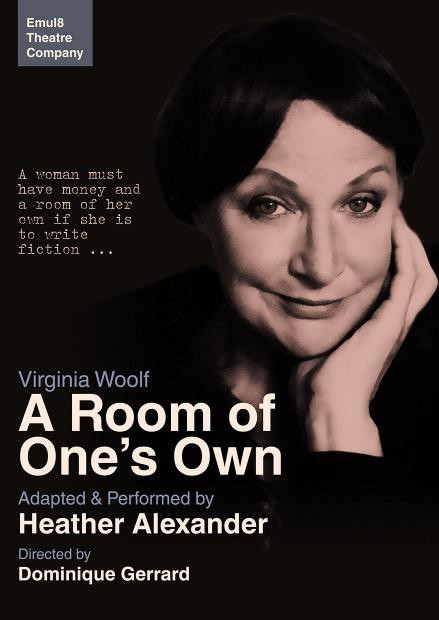 Emul8
Theatre
Company
A woman must
have money and
a room of her
own if she is
to write
fiction ...
Virginia Woolf
A Room of
One's Own
Adapted & Performed by
Heather Alexander
Directed by
Dominique Gerrard